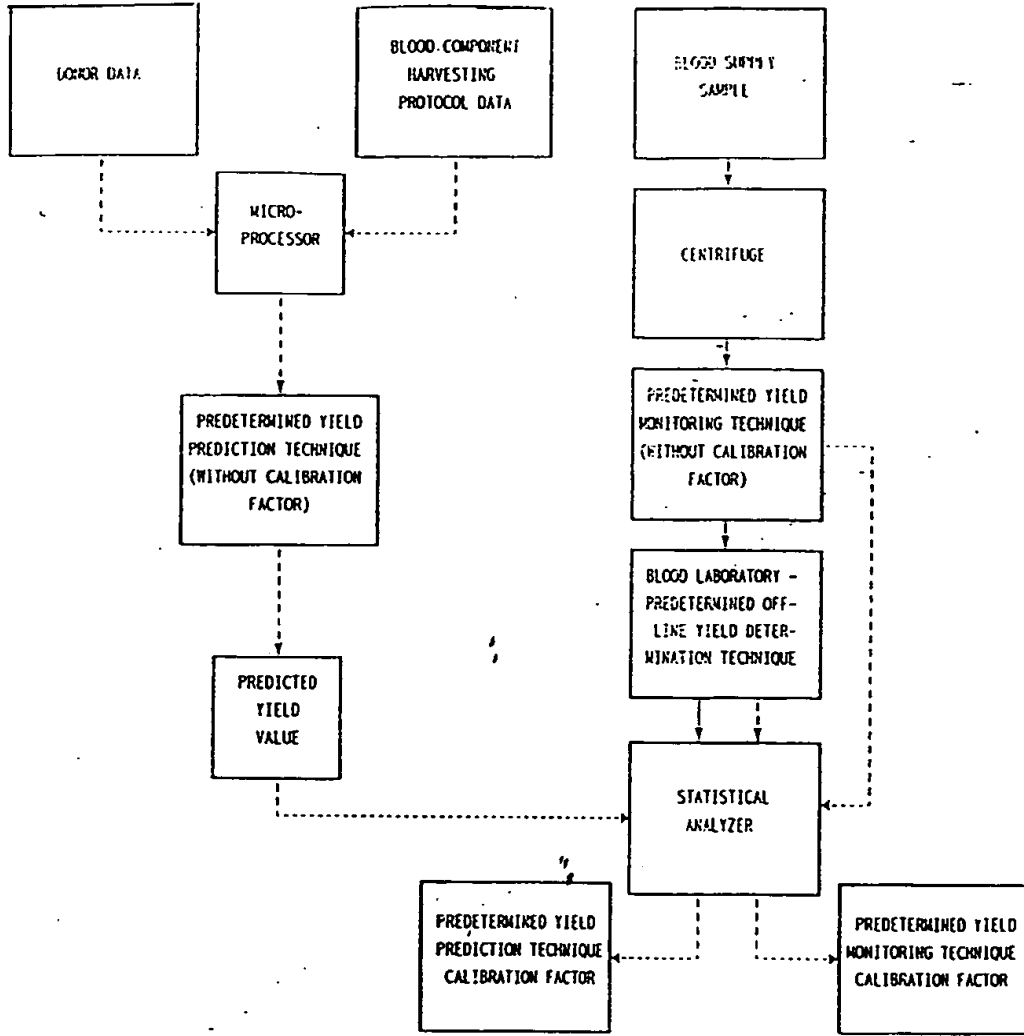 DONOR DATA
BLOOD COMPONENT
HARVESTING
PROTOCOL DATA
BLOOD SUPPLY
SAMPLE
MICRO-
PROCESSOR
CENTRIFUGE
PREDETERMINED YIELD
PREDICTION TECHNIQUE
(WITHOUT CALIBRATION
FACTOR)
PREDETERMINED YIELD
MONITORING TECHNIQUE
(WITHOUT CALIBRATION
FACTOR)
BLOOD LABORATORY -
PREDETERMINED OFF-
LINE YIELD DETER-
MINATION TECHNIQUE
PREDICTED
YIELD
VALUE
STATISTICAL
ANALYZER
PREDETERMINED YIELD
PREDICTION TECHNIQUE
CALIBRATION FACTOR
PREDETERMINED YIELD
MONITORING TECHNIQUE
CALIBRATION FACTOR